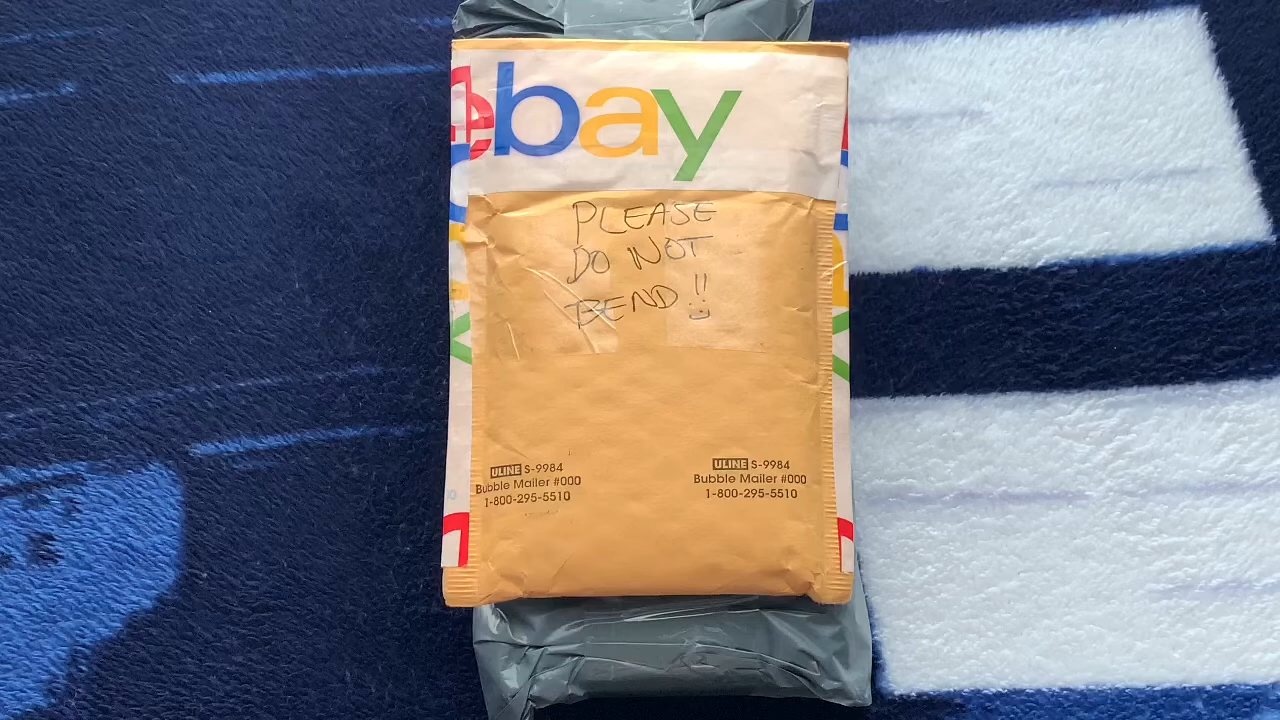 ebay
PLEASE
DO NOT
BEND!!
ULINE S-9984
Bubble Mailer #000
1-800-295-5510
ULINE S-9984
Bubble Mailer #000
1-800-295-5510